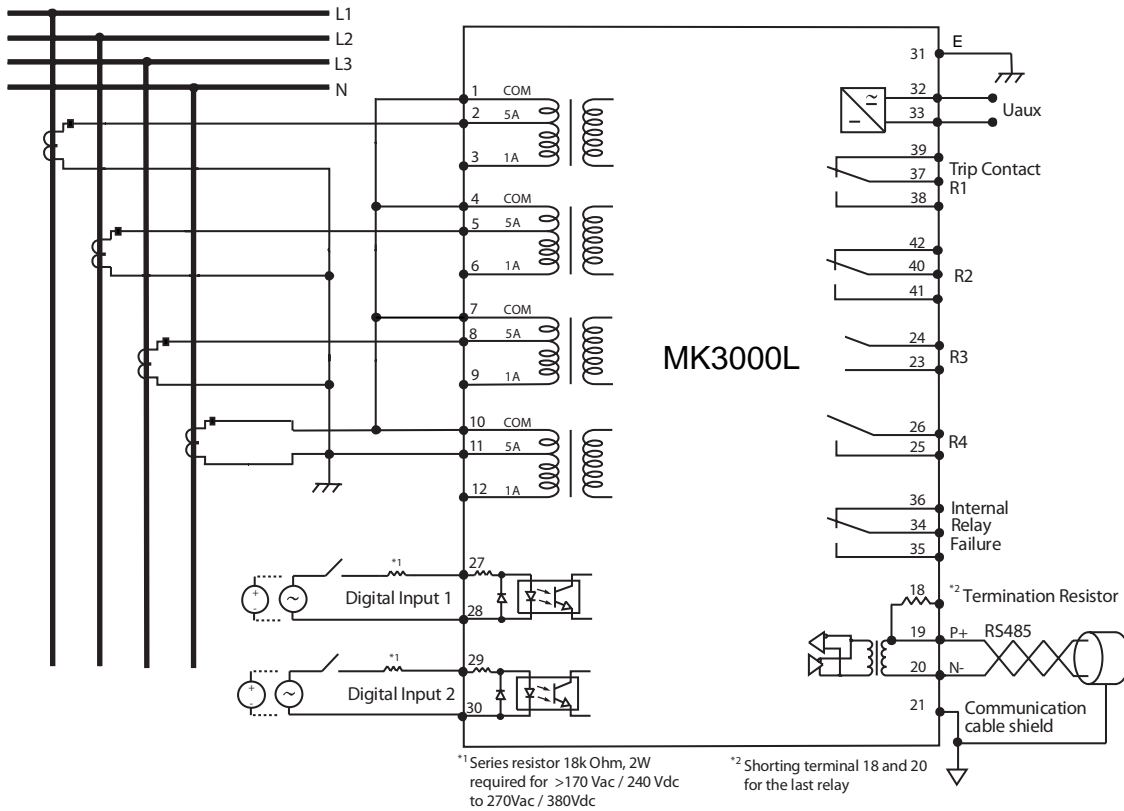 L1
L2
L3
N
1 COM
2 5A
3 1A
4 COM
5 5A
6 1A
7 COM
8 5A
9 1A
10 COM
11 5A
12 1A
*1
27
Digital Input 1
28
+
-
*1
29
Digital Input 2
30
+
-
MK3000L
31 E
32
33
Uaux
39
37
38
Trip Contact
R1
42
40
41
R2
24
23
R3
26
25
R4
36
34
35
Internal
Relay
Failure
18
*2 Termination Resistor
19 P+ RS485
20 N-
21
Communication
cable shield
*1 Series resistor 18k Ohm, 2W
required for >170 Vac / 240 Vdc
to 270Vac / 380Vdc
*2 Shorting terminal 18 and 20
for the last relay